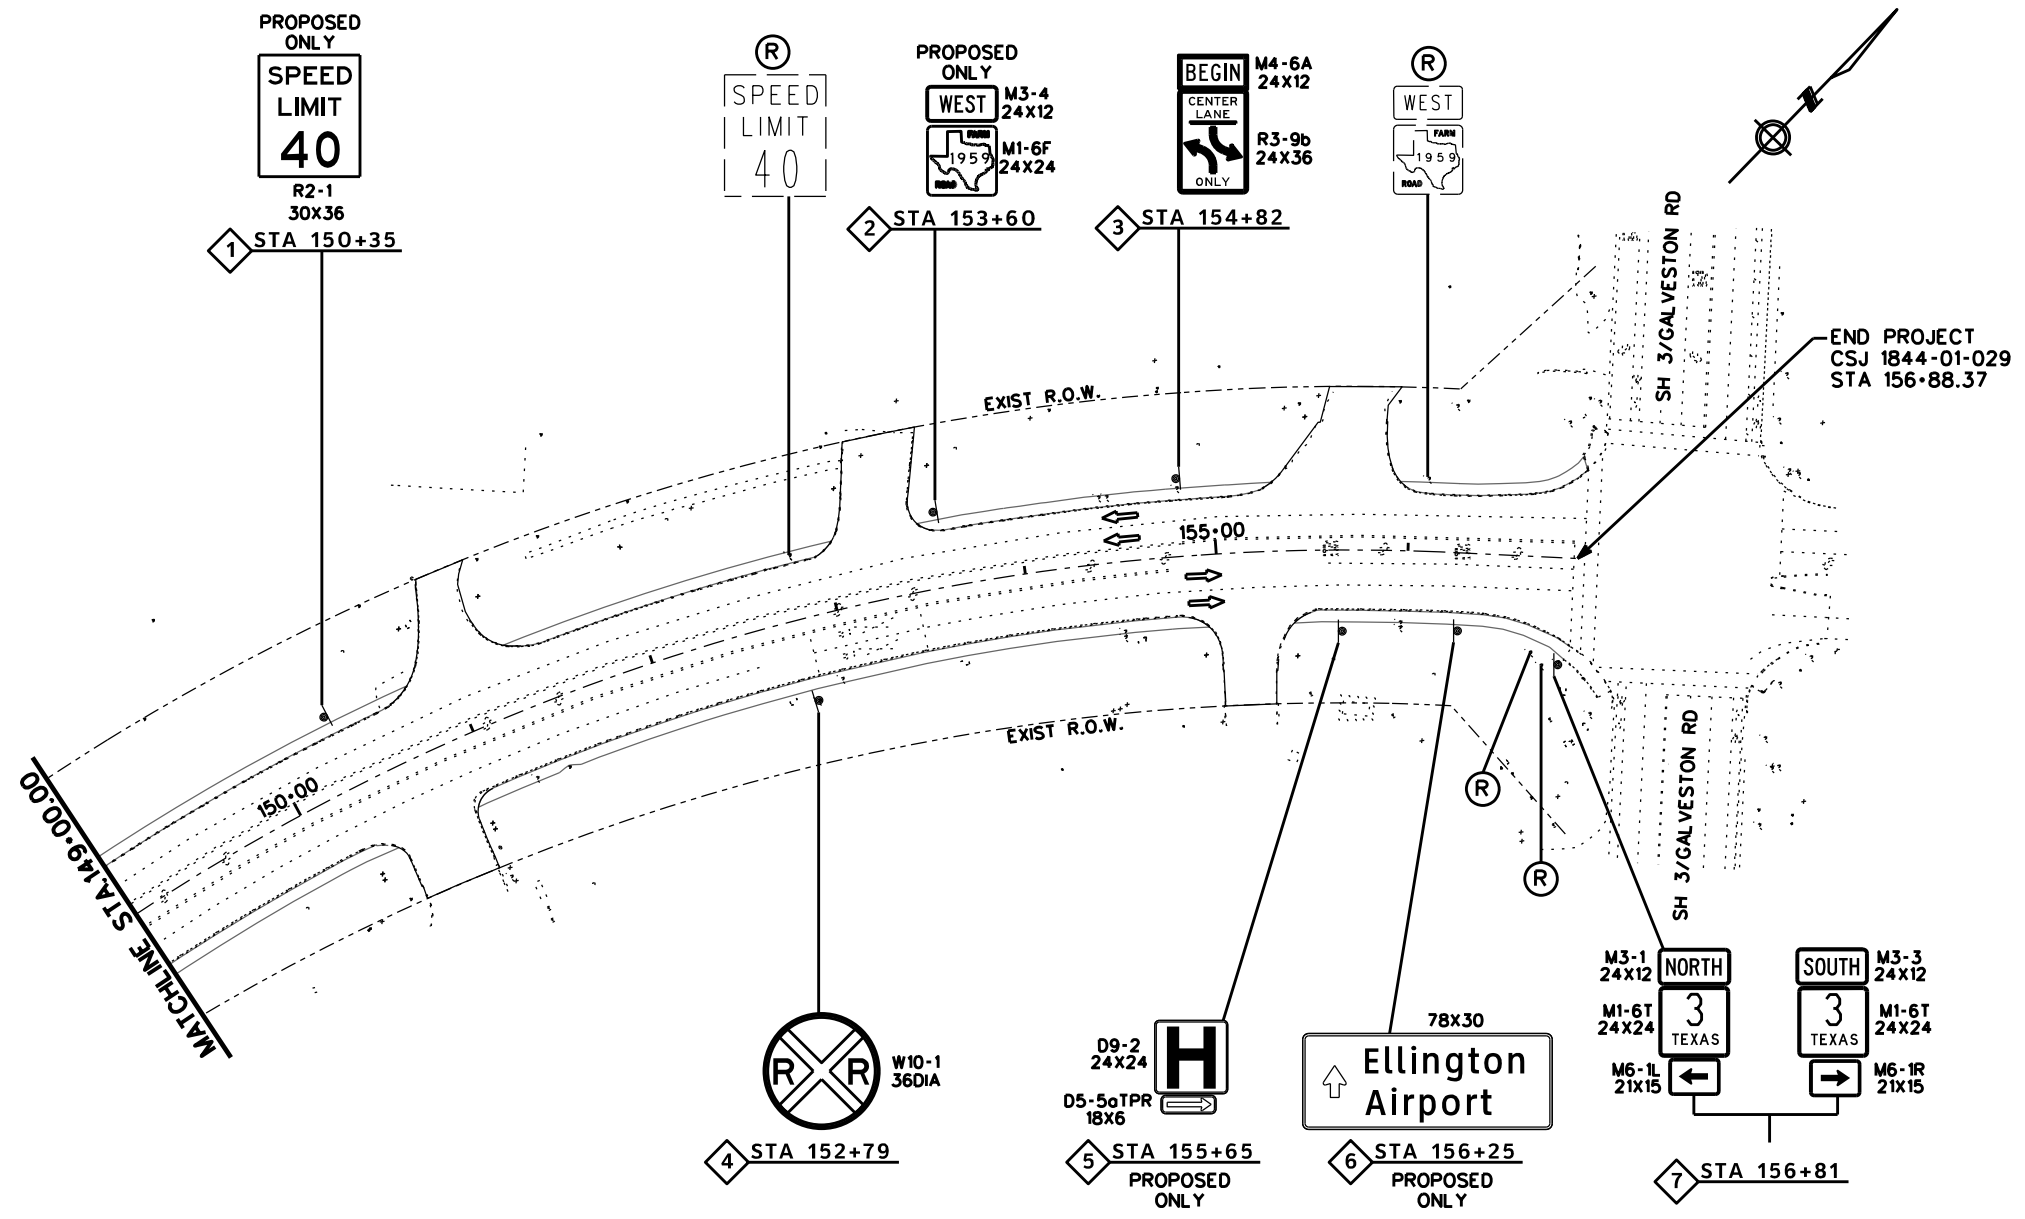 PROPOSED
ONLY
SPEED
LIMIT
40
R2-1
30X36
1
STA 150+35
R
SPEED
LIMIT
40
PROPOSED
ONLY
WEST
M3-4
24X12
FARM
1959
ROAD
M1-6F
24X24
2
STA 153+60
BEGIN
M4-6A
24X12
CENTER
LANE
ONLY
R3-9b
24X36
3
STA 154+82
R
WEST
FARM
1959
ROAD
N
SH 3/GALVESTON RD
END PROJECT
CSJ 1844-01-029
STA 156+88.37
EXIST R.O.W.
155+00
150+00
MATCHLINE STA.149+00.00
EXIST R.O.W.
R
R
SH 3/GALVESTON RD
R R
W10-1
36DIA
4
STA 152+79
D9-2
24X24
H
D5-5aTPR
18X6
5
STA 155+65
PROPOSED
ONLY
78X30
Ellington
Airport
6
STA 156+25
PROPOSED
ONLY
M3-1
24X12
NORTH
M1-6T
24X24
3
TEXAS
M6-1L
21X15
SOUTH
M3-3
24X12
3
TEXAS
M1-6T
24X24
M6-1R
21X15
7
STA 156+81